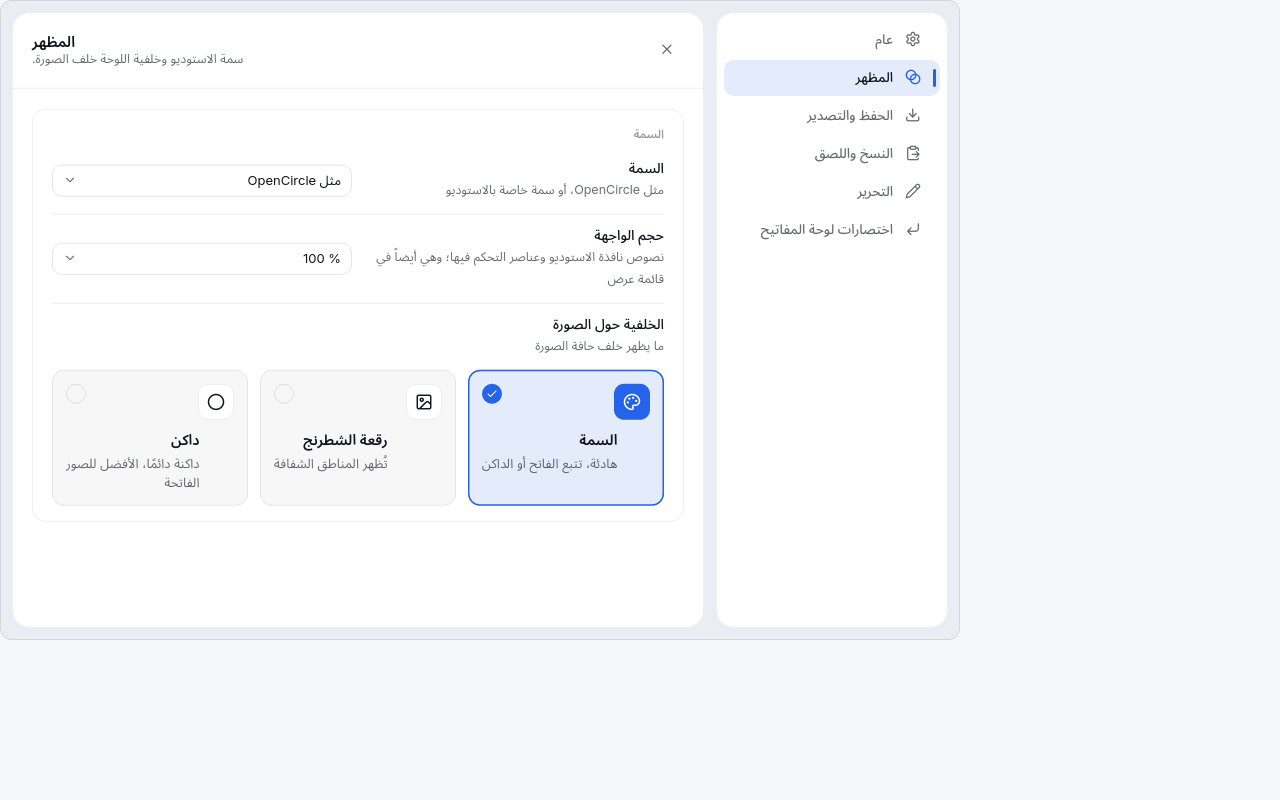 عام
المظهر
الحفظ والتصدير
النسخ واللصق
التحرير
اختصارات لوحة المفاتيح
المظهر
سمة الاستوديو وخلفية اللوحة خلف الصورة.
السمة
السمة
مثل OpenCircle، أو سمة خاصة بالاستوديو
مثل OpenCircle
حجم الواجهة
نصوص نافذة الاستوديو وعناصر التحكم فيها؛ وهي أيضاً في
قائمة عرض
100 %
الخلفية حول الصورة
ما يظهر خلف حافة الصورة
السمة
هادئة، تتبع الفاتح أو الداكن
رقعة الشطرنج
تُظهر المناطق الشفافة
داكن
داكنة دائمًا، الأفضل للصور
الفاتحة